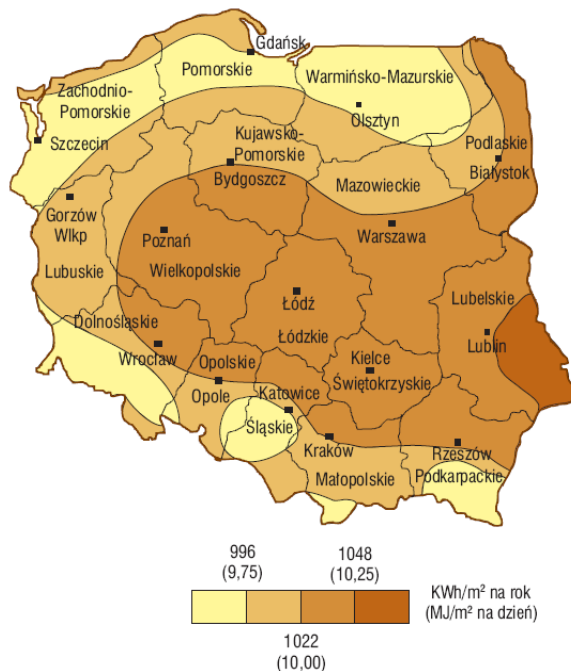 Gdańsk
Pomorskie
Warmińsko-Mazurskie
Zachodnio-
Pomorskie
Olsztyn
Szczecin
Kujawsko-
Pomorskie
Podlaskie
Białystok
Bydgoszcz
Mazowieckie
Gorzów
Wlkp
Poznań
Warszawa
Wielkopolskie
Lubuskie
Łódź
Łódzkie
Lubelskie
Lublin
Dolnośląskie
Wrocław
Opolskie
Opole
Kielce
Świętokrzyskie
Katowice
Śląskie
Kraków
Małopolskie
Rzeszów
Podkarpackie
996
(9,75)
1048
(10,25)
KWh/m² na rok
(MJ/m² na dzień)
1022
(10,00)